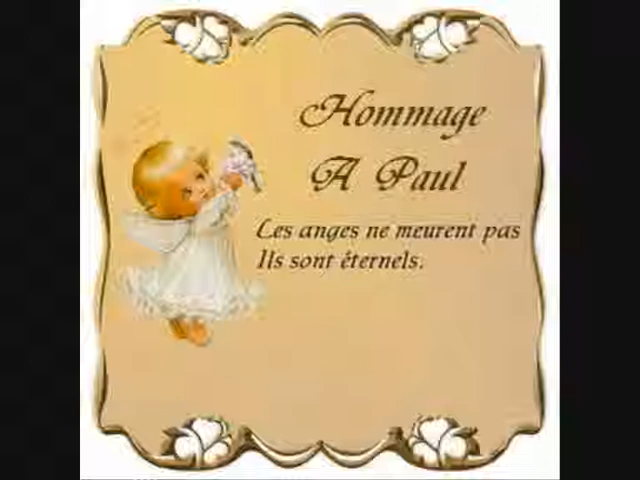 Hommage
A Paul
Les anges ne meurent pas
Ils sont éternels.